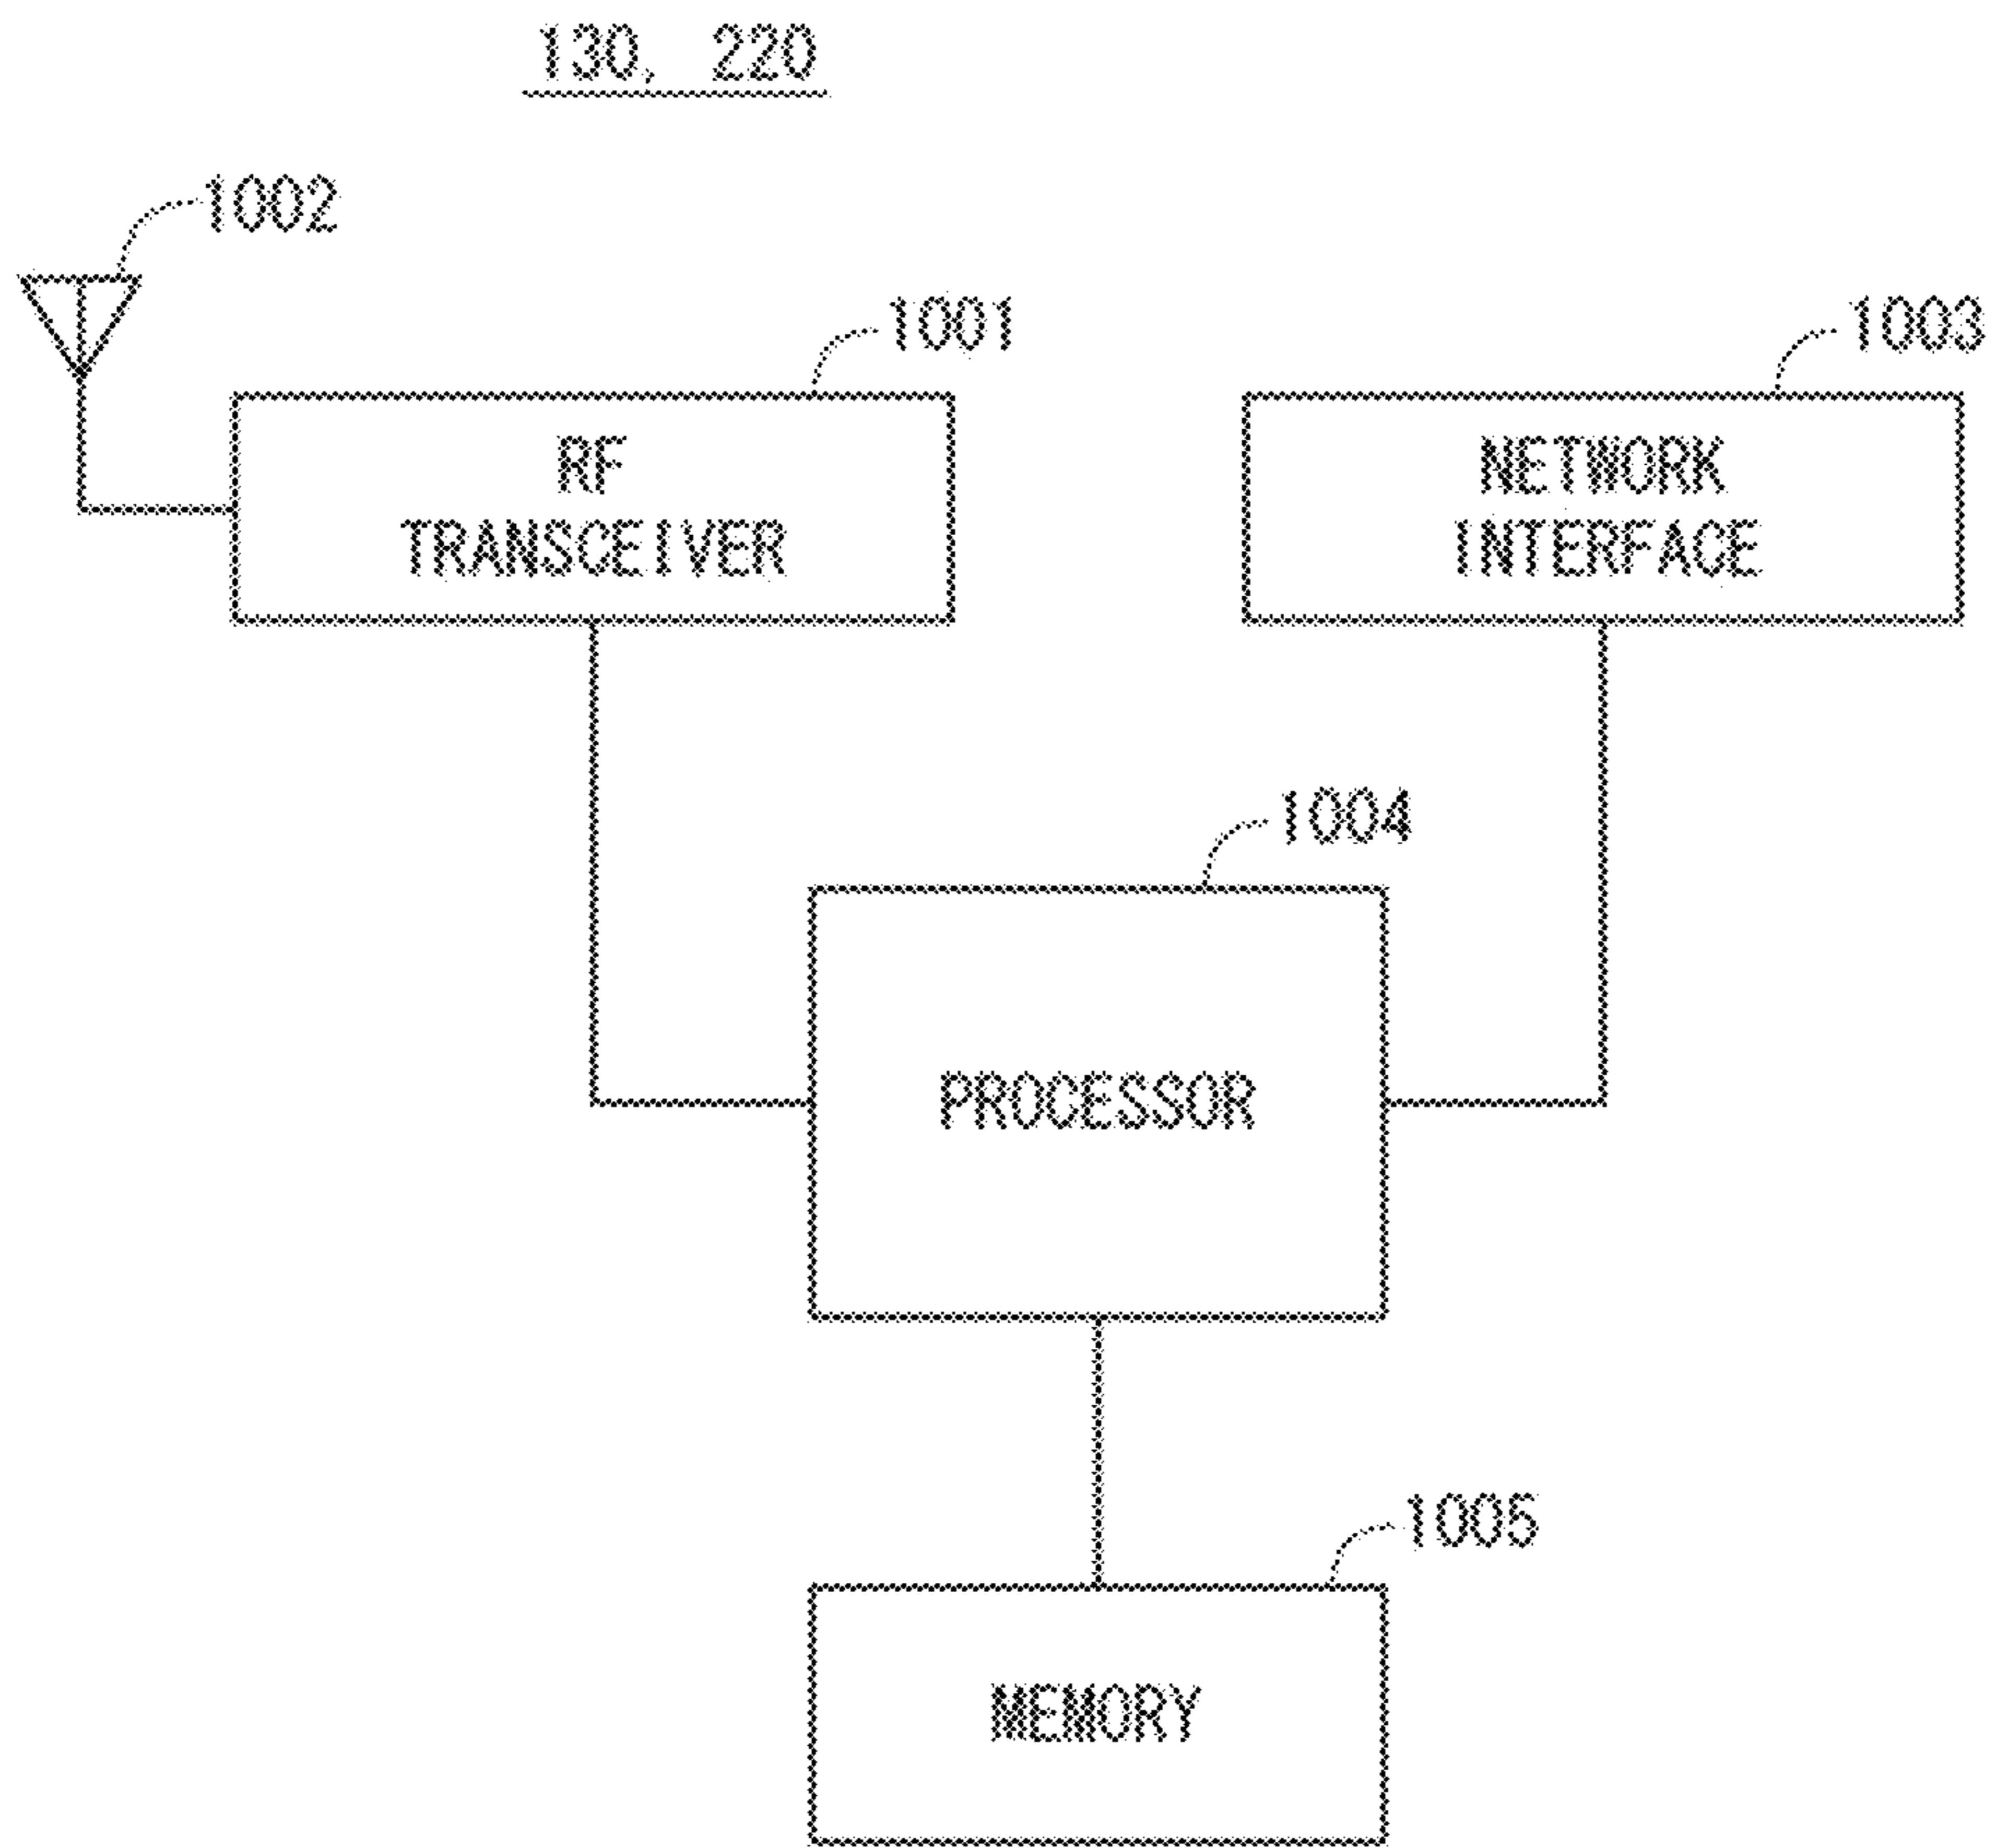 130, 220
1002
1001
1003
RF
TRANSCEIVER
NETWORK
INTERFACE
1004
PROCESSOR
1005
MEMORY